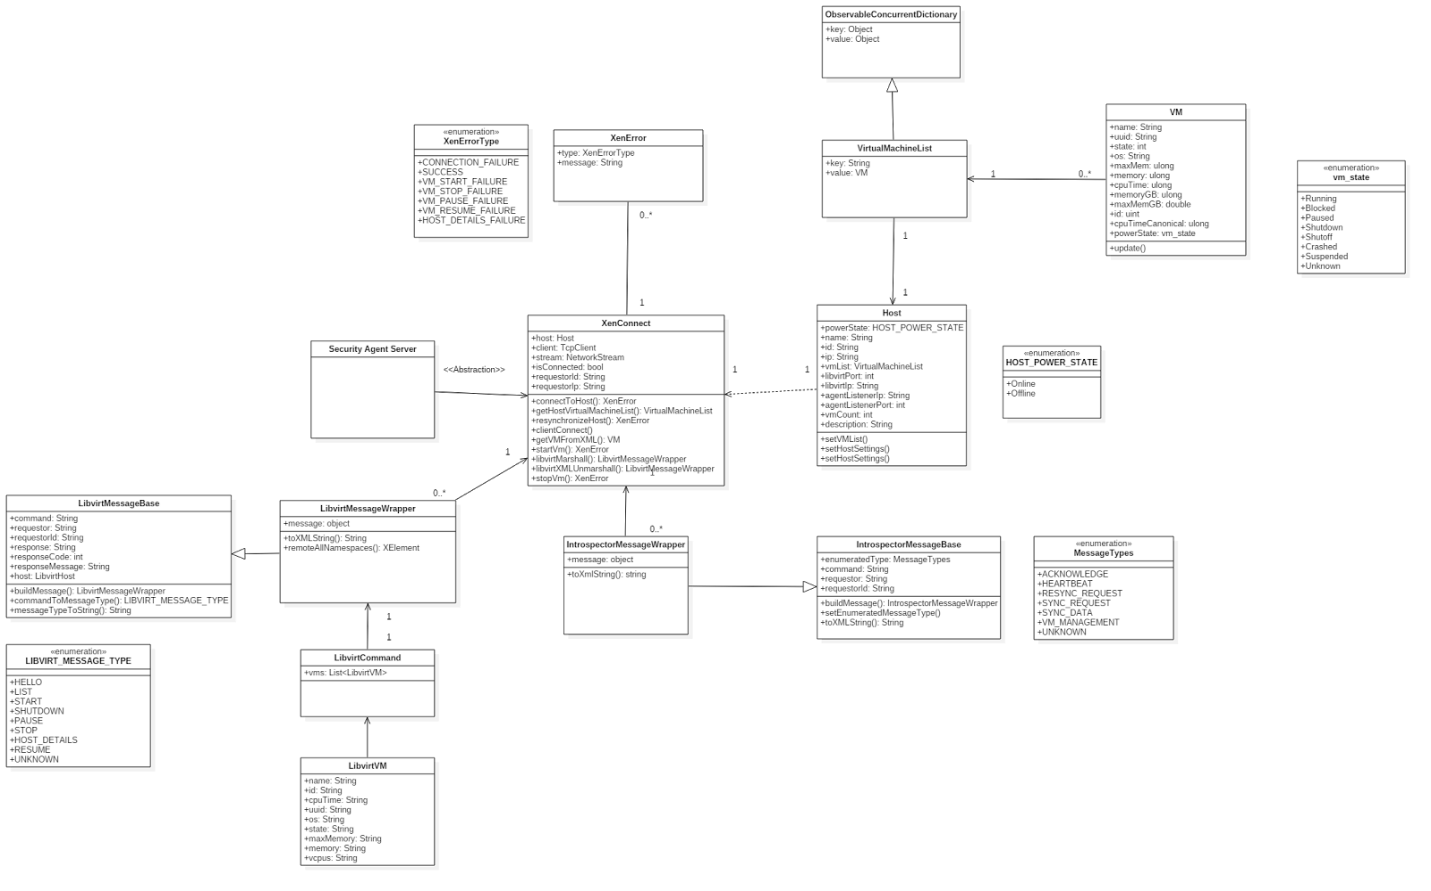 ObservableConcurrentDictionary
+key: Object
+value: Object
VM
+name: String
+uuid: String
+state: int
+os: String
+maxMem: ulong
+memory: ulong
+cpuTime: ulong
+memoryGB: ulong
+maxMemGB: double
+id: uint
+cpuTimeCanonical: ulong
+powerState: vm_state
+update()
«enumeration»
XenErrorType
+CONNECTION_FAILURE
+SUCCESS
+VM_START_FAILURE
+VM_STOP_FAILURE
+VM_PAUSE_FAILURE
+VM_RESUME_FAILURE
+HOST_DETAILS_FAILURE
XenError
+type: XenErrorType
+message: String
VirtualMachineList
+key: String
+value: VM
1
0..*
«enumeration»
vm_state
+Running
+Blocked
+Paused
+Shutdown
+Shutoff
+Crashed
+Suspended
+Unknown
0..*
1
1
1
XenConnect
+host: Host
+client: TcpClient
+stream: NetworkStream
+isConnected: bool
+requestorId: String
+requestorIp: String
+connectToHost(): XenError
+getHostVirtualMachineList(): VirtualMachineList
+resynchronizeHost(): XenError
+clientConnect()
+getVMFromXML(): VM
+startVm(): XenError
+libvirtMarshall(): LibvirtMessageWrapper
+libvirtXMLUnmarshall(): LibvirtMessageWrapper
+stopVm(): XenError
1
Host
+powerState: HOST_POWER_STATE
+name: String
+id: String
+ip: String
+vmList: VirtualMachineList
+libvirtPort: int
+libvirtIp: String
+agentListenerIp: String
+agentListenerPort: int
+vmCount: int
+description: String
+setVMList()
+setHostSettings()
+setHostSettings()
Security Agent Server
<<Abstraction>>
1
1
«enumeration»
HOST_POWER_STATE
+Online
+Offline
1
0..*
0..*
LibvirtMessageBase
+command: String
+requestor: String
+requestorId: String
+response: String
+responseCode: int
+responseMessage: String
+host: LibvirtHost
+buildMessage(): LibvirtMessageWrapper
+commandToMessageType(): LIBVIRT_MESSAGE_TYPE
+messageTypeToString(): String
LibvirtMessageWrapper
+message: object
+toXMLString(): String
+remoteAllNamespaces(): XElement
IntrospectorMessageWrapper
+message: object
+toXmlString(): string
IntrospectorMessageBase
+enumeratedType: MessageTypes
+command: String
+requestor: String
+requestorId: String
+buildMessage(): IntrospectorMessageWrapper
+setEnumeratedMessageType()
+toXMLString(): String
«enumeration»
MessageTypes
+ACKNOWLEDGE
+HEARTBEAT
+RESYNC_REQUEST
+SYNC_REQUEST
+SYNC_DATA
+VM_MANAGEMENT
+UNKNOWN
1
1
«enumeration»
LIBVIRT_MESSAGE_TYPE
+HELLO
+LIST
+START
+SHUTDOWN
+PAUSE
+STOP
+HOST_DETAILS
+RESUME
+UNKNOWN
LibvirtCommand
+vms: List<LibvirtVM>
LibvirtVM
+name: String
+id: String
+cpuTime: String
+uuid: String
+os: String
+state: String
+maxMemory: String
+memory: String
+vcpus: String